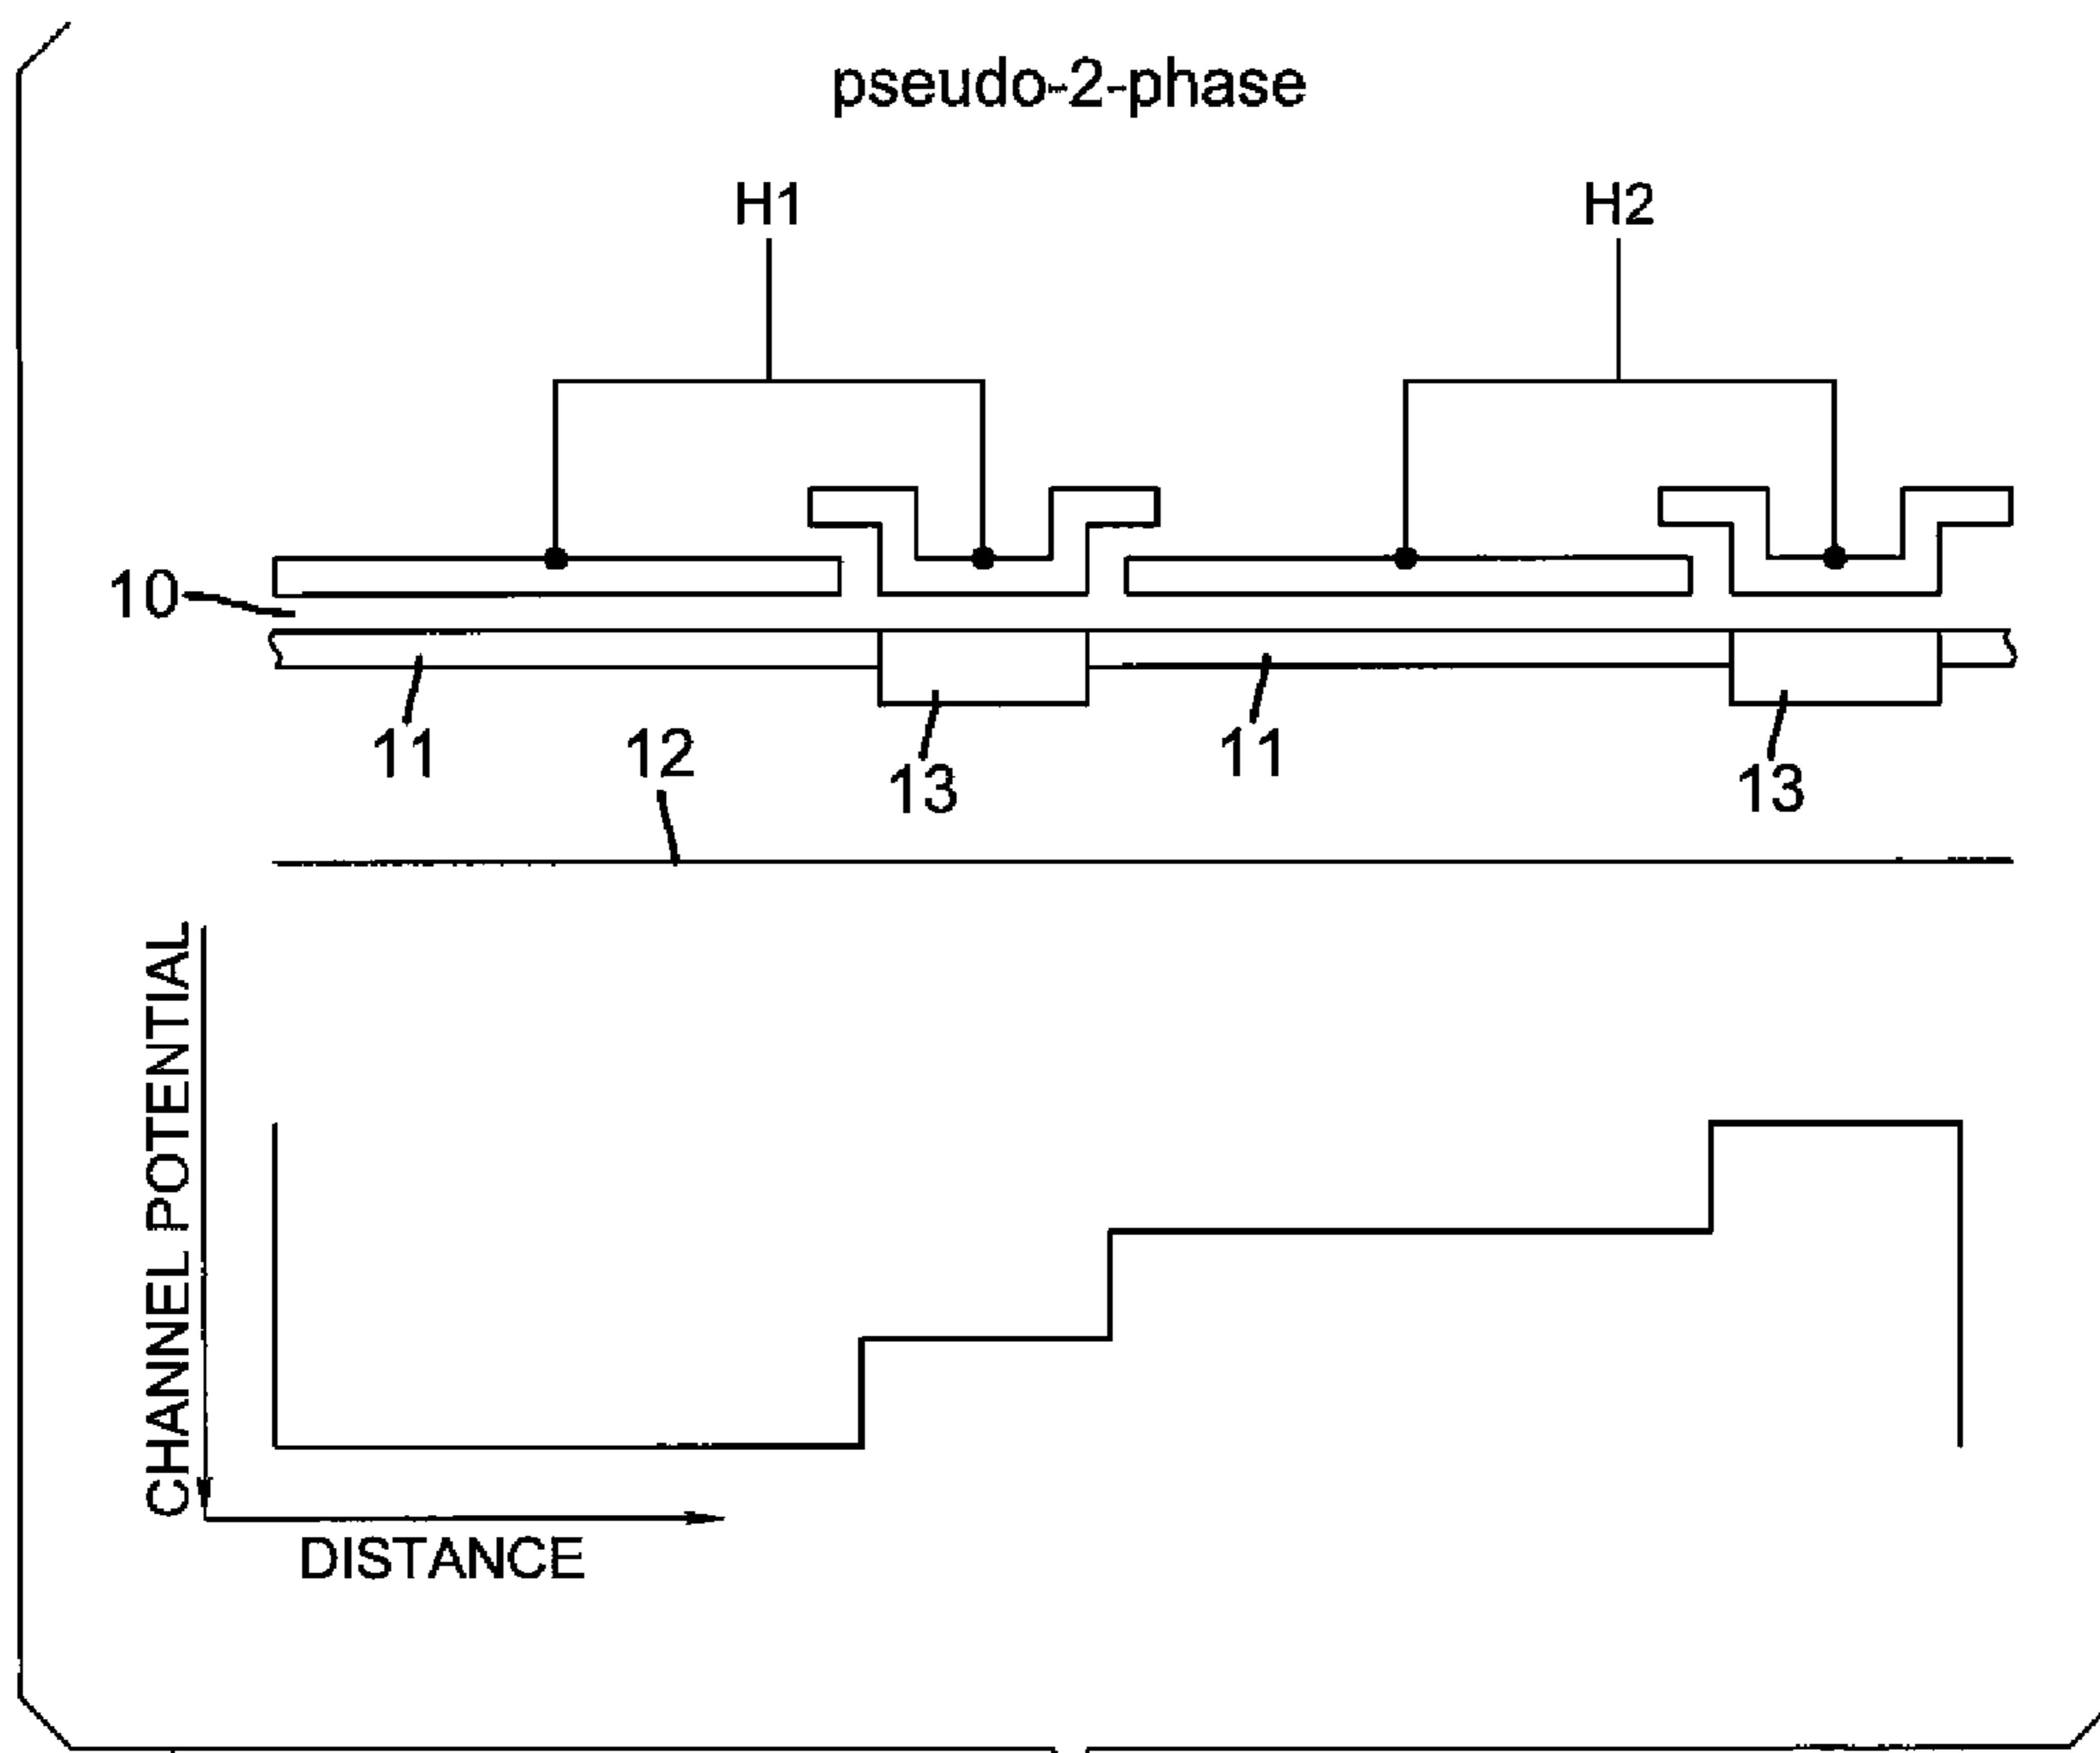 pseudo-2-phase
H1
H2
10
11
12
13
11
13
CHANNEL POTENTIAL
DISTANCE